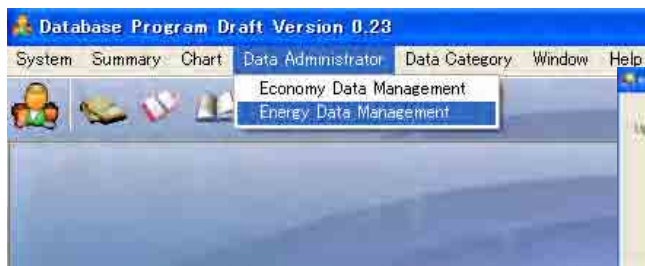 Database Program Draft Version 0.23
System Summary Chart Data Administrator Data Category Window Help
Economy Data Management
Energy Data Management